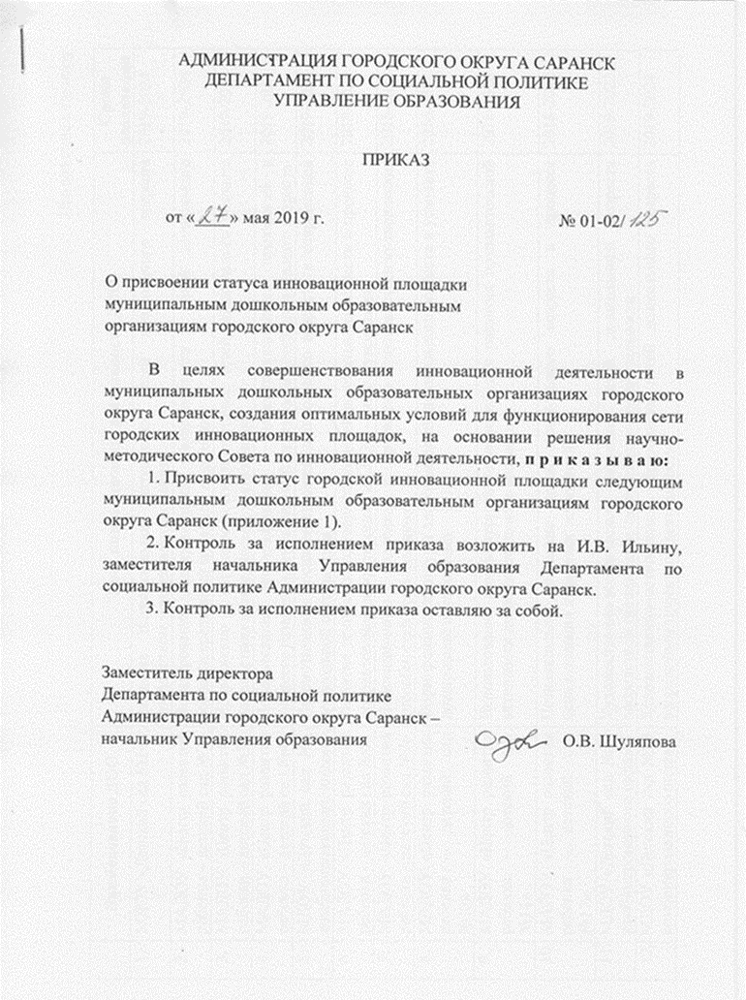 АДМИНИСТРАЦИЯ ГОРОДСКОГО ОКРУГА САРАНСК
ДЕПАРТАМЕНТ ПО СОЦИАЛЬНОЙ ПОЛИТИКЕ
УПРАВЛЕНИЕ ОБРАЗОВАНИЯ
ПРИКАЗ
от «27» мая 2019 г. № 01-02/125
О присвоении статуса инновационной площадки
муниципальным дошкольным образовательным
организациям городского округа Саранск
В целях совершенствования инновационной деятельности в
муниципальных дошкольных образовательных организациях городского
округа Саранск, создания оптимальных условий для функционирования сети
городских инновационных площадок, на основании решения научно-
методического Совета по инновационной деятельности, п р и к а з ы в а ю:
1. Присвоить статус городской инновационной площадки следующим
муниципальным дошкольным образовательным организациям городского
округа Саранск (приложение 1).
2. Контроль за исполнением приказа возложить на И.В. Ильину,
заместителя начальника Управления образования Департамента по
социальной политике Администрации городского округа Саранск.
3. Контроль за исполнением приказа оставляю за собой.
Заместитель директора
Департамента по социальной политике
Администрации городского округа Саранск –
начальник Управления образования О.В. Шуляпова